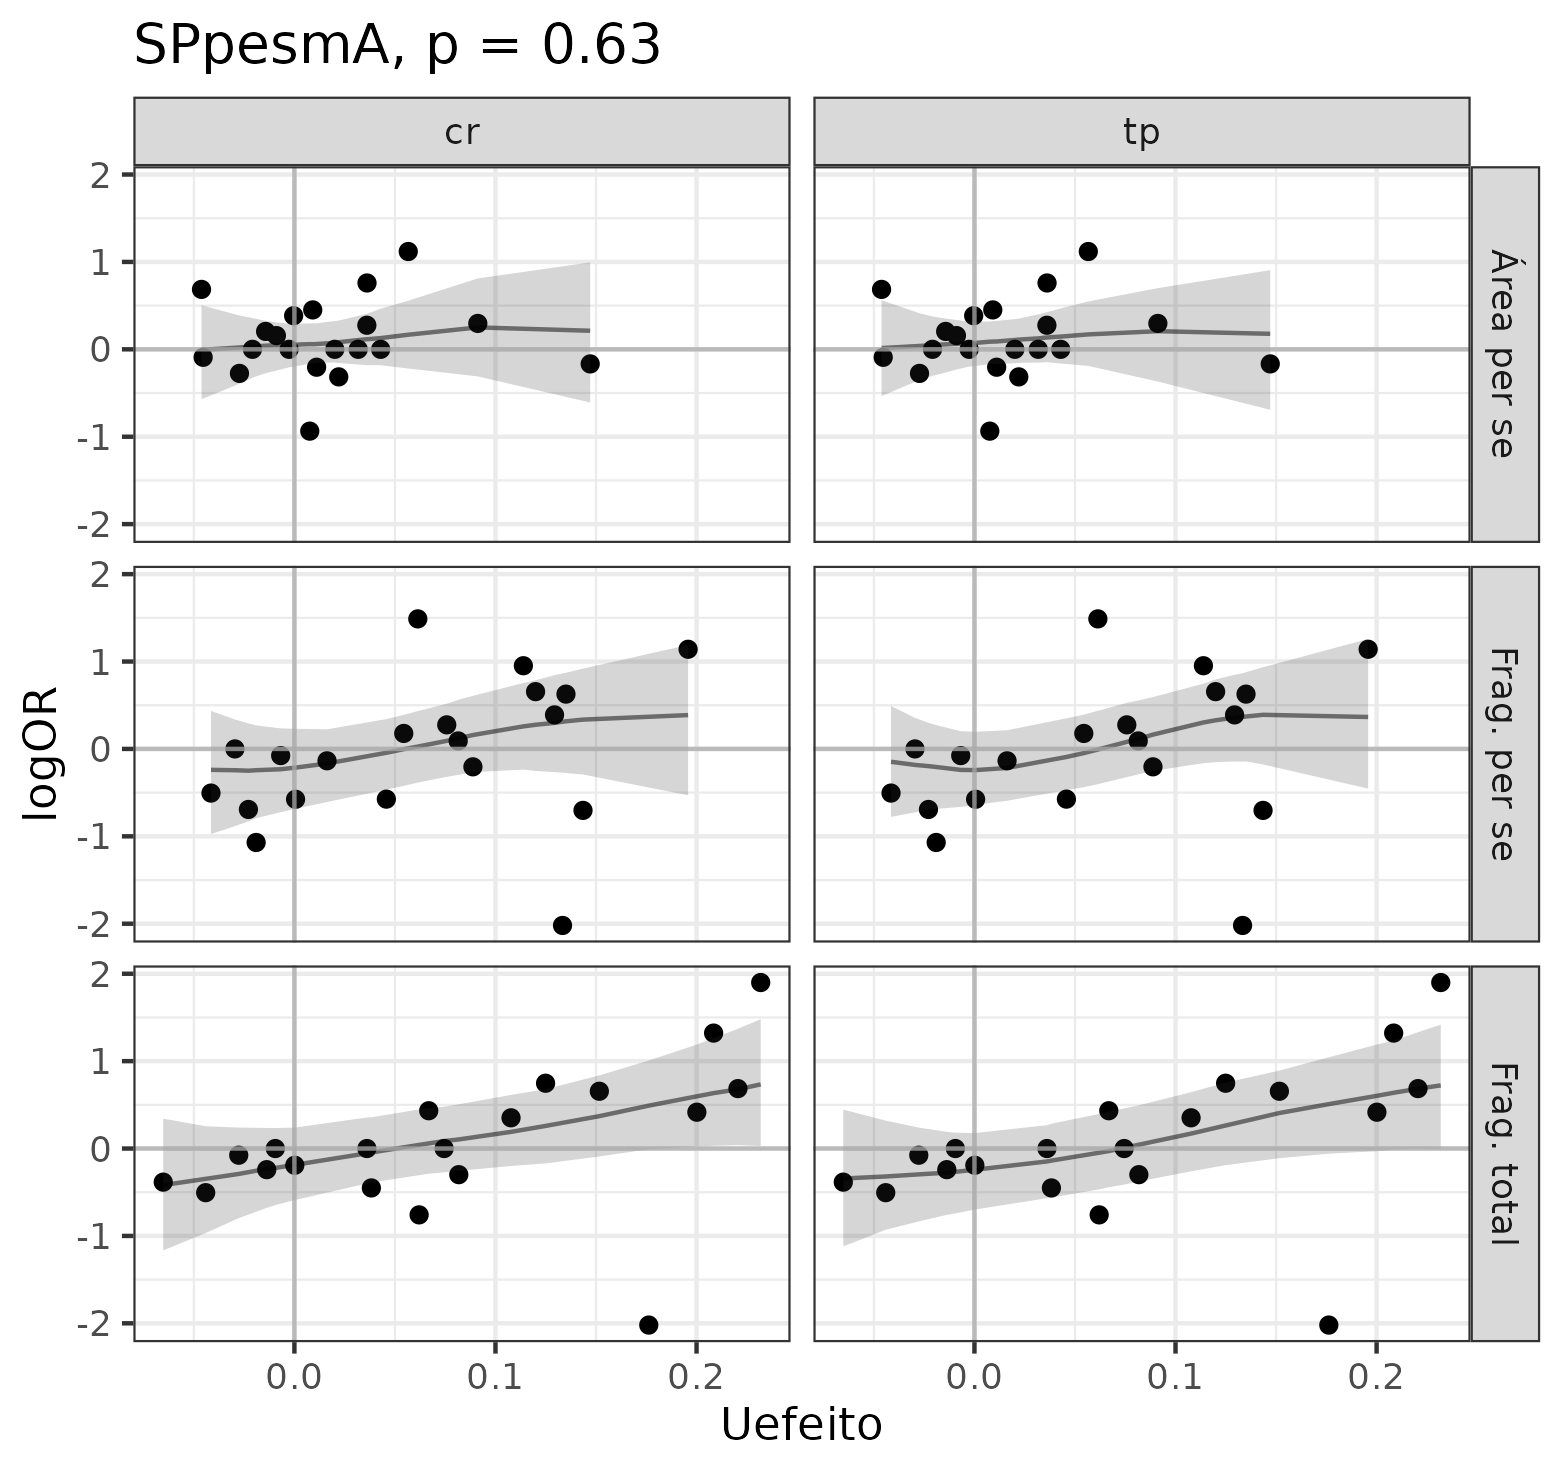 SPpesmA, p = 0.63
cr
tp
2
1
0
-1
-2
Área per se
2
1
0
-1
-2
Frag. per se
2
1
0
-1
-2
Frag. total
logOR
0.0
0.1
0.2
0.0
0.1
0.2
Uefeito